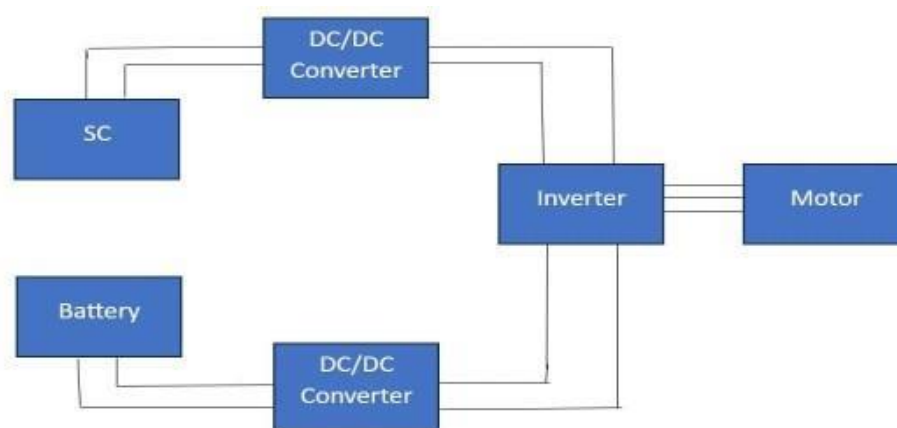 DC/DC
Converter
SC
Inverter
Motor
Battery
DC/DC
Converter